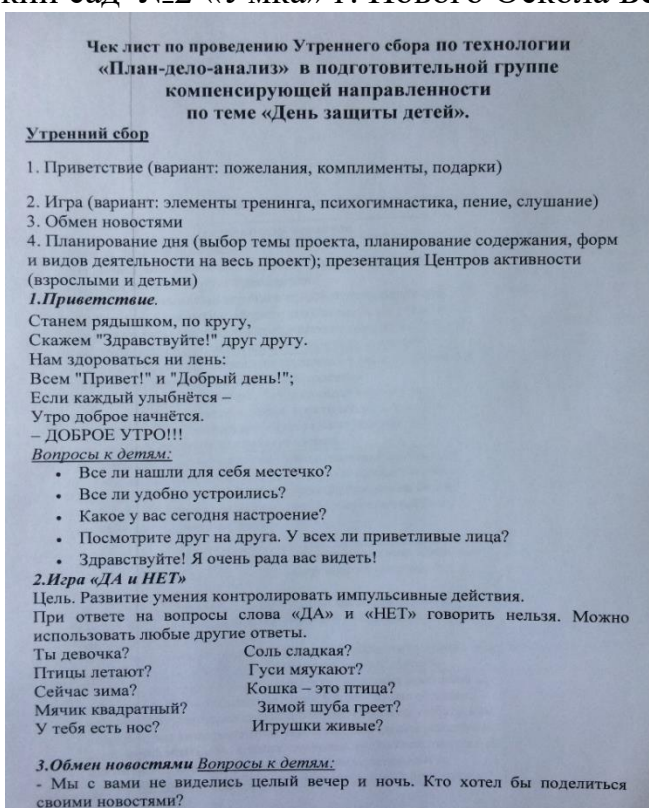 кий сад №2 «Умка» г. Нового Оскола
Чек лист по проведению Утреннего сбора по технологии
«План-дело-анализ» в подготовительной группе
компенсирующей направленности
по теме «День защиты детей».
Утренний сбор
1. Приветствие (вариант: пожелания, комплименты, подарки)
2. Игра (вариант: элементы тренинга, психогимнастика, пение, слушание)
3. Обмен новостями
4. Планирование дня (выбор темы проекта, планирование содержания, форм
и видов деятельности на весь проект); презентация Центров активности
(взрослыми и детьми)
1.Приветствие.
Станем рядышком, по кругу,
Скажем "Здравствуйте!" друг другу.
Нам здороваться ни лень:
Всем "Привет!" и "Добрый день!";
Если каждый улыбнётся –
Утро доброе начнётся.
– ДОБРОЕ УТРО!!!
Вопросы к детям:
• Все ли нашли для себя местечко?
• Все ли удобно устроились?
• Какое у вас сегодня настроение?
• Посмотрите друг на друга. У всех ли приветливые лица?
• Здравствуйте! Я очень рада вас видеть!
2.Игра «ДА и НЕТ»
Цель. Развитие умения контролировать импульсивные действия.
При ответе на вопросы слова «ДА» и «НЕТ» говорить нельзя. Можно
использовать любые другие ответы.
Ты девочка? Соль сладкая?
Птицы летают? Гуси мяукают?
Сейчас зима? Кошка – это птица?
Мячик квадратный? Зимой шуба греет?
У тебя есть нос? Игрушки живые?
3.Обмен новостями Вопросы к детям:
- Мы с вами не виделись целый вечер и ночь. Кто хотел бы поделиться
своими новостями?